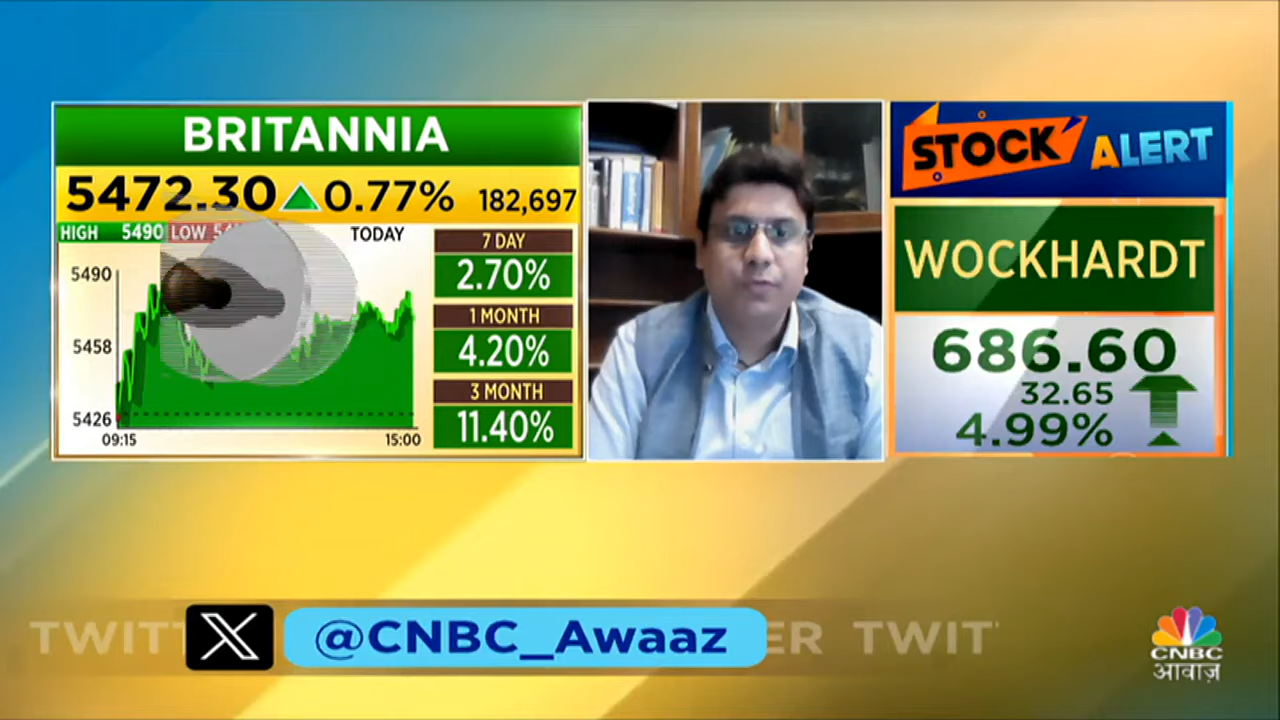 BRITANNIA
5472.30 0.77% 182,697
HIGH 5490 LOW
TODAY
5490
5458
5426
09:15 15:00
7 DAY
2.70%
1 MONTH
4.20%
3 MONTH
11.40%
STOCK ALERT
WOCKHARDT
686.60
32.65
4.99%
X @CNBC_Awaaz
TWIT
CNBC
आवाज़